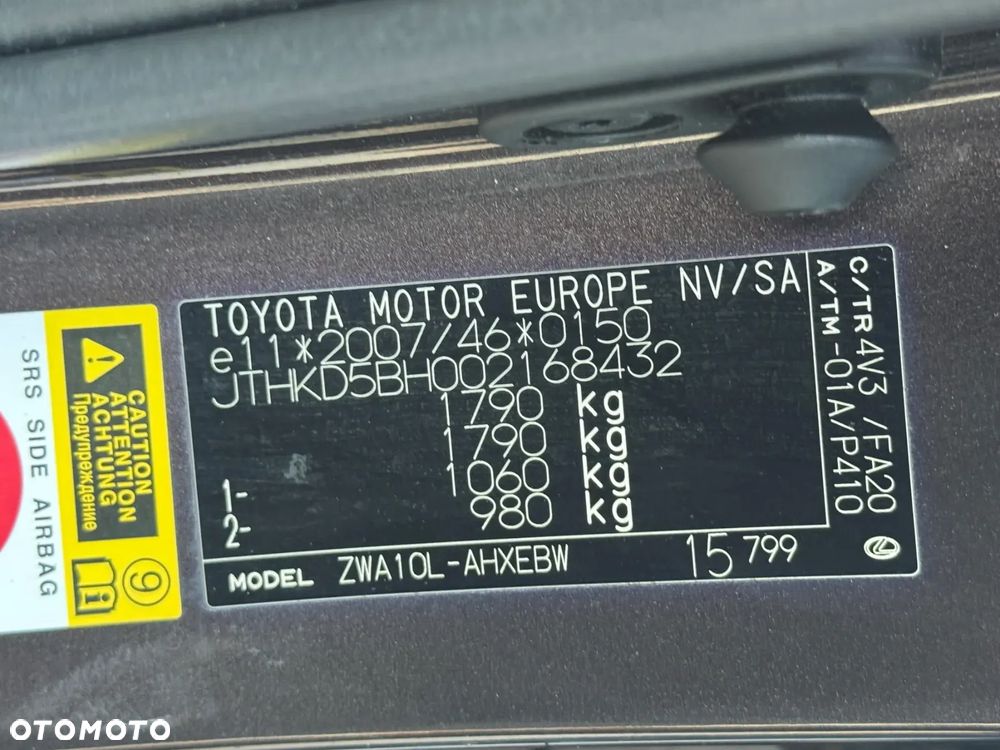 TOYOTA MOTOR EUROPE NV/SA
e11*2007/46*0150
JTHKD5BH002168432
1790 kg
1790 kg
1- 1060 kg
2- 980 kg
MODEL ZWA10L-AHXEBW 15 799
C/TR 4V3 /FA20
A/TM-01A/P410
SRS SIDE AIRBAG
CAUTION
ATTENTION
ACHTUNG
Предупреждение
9
i
OTOMOTO